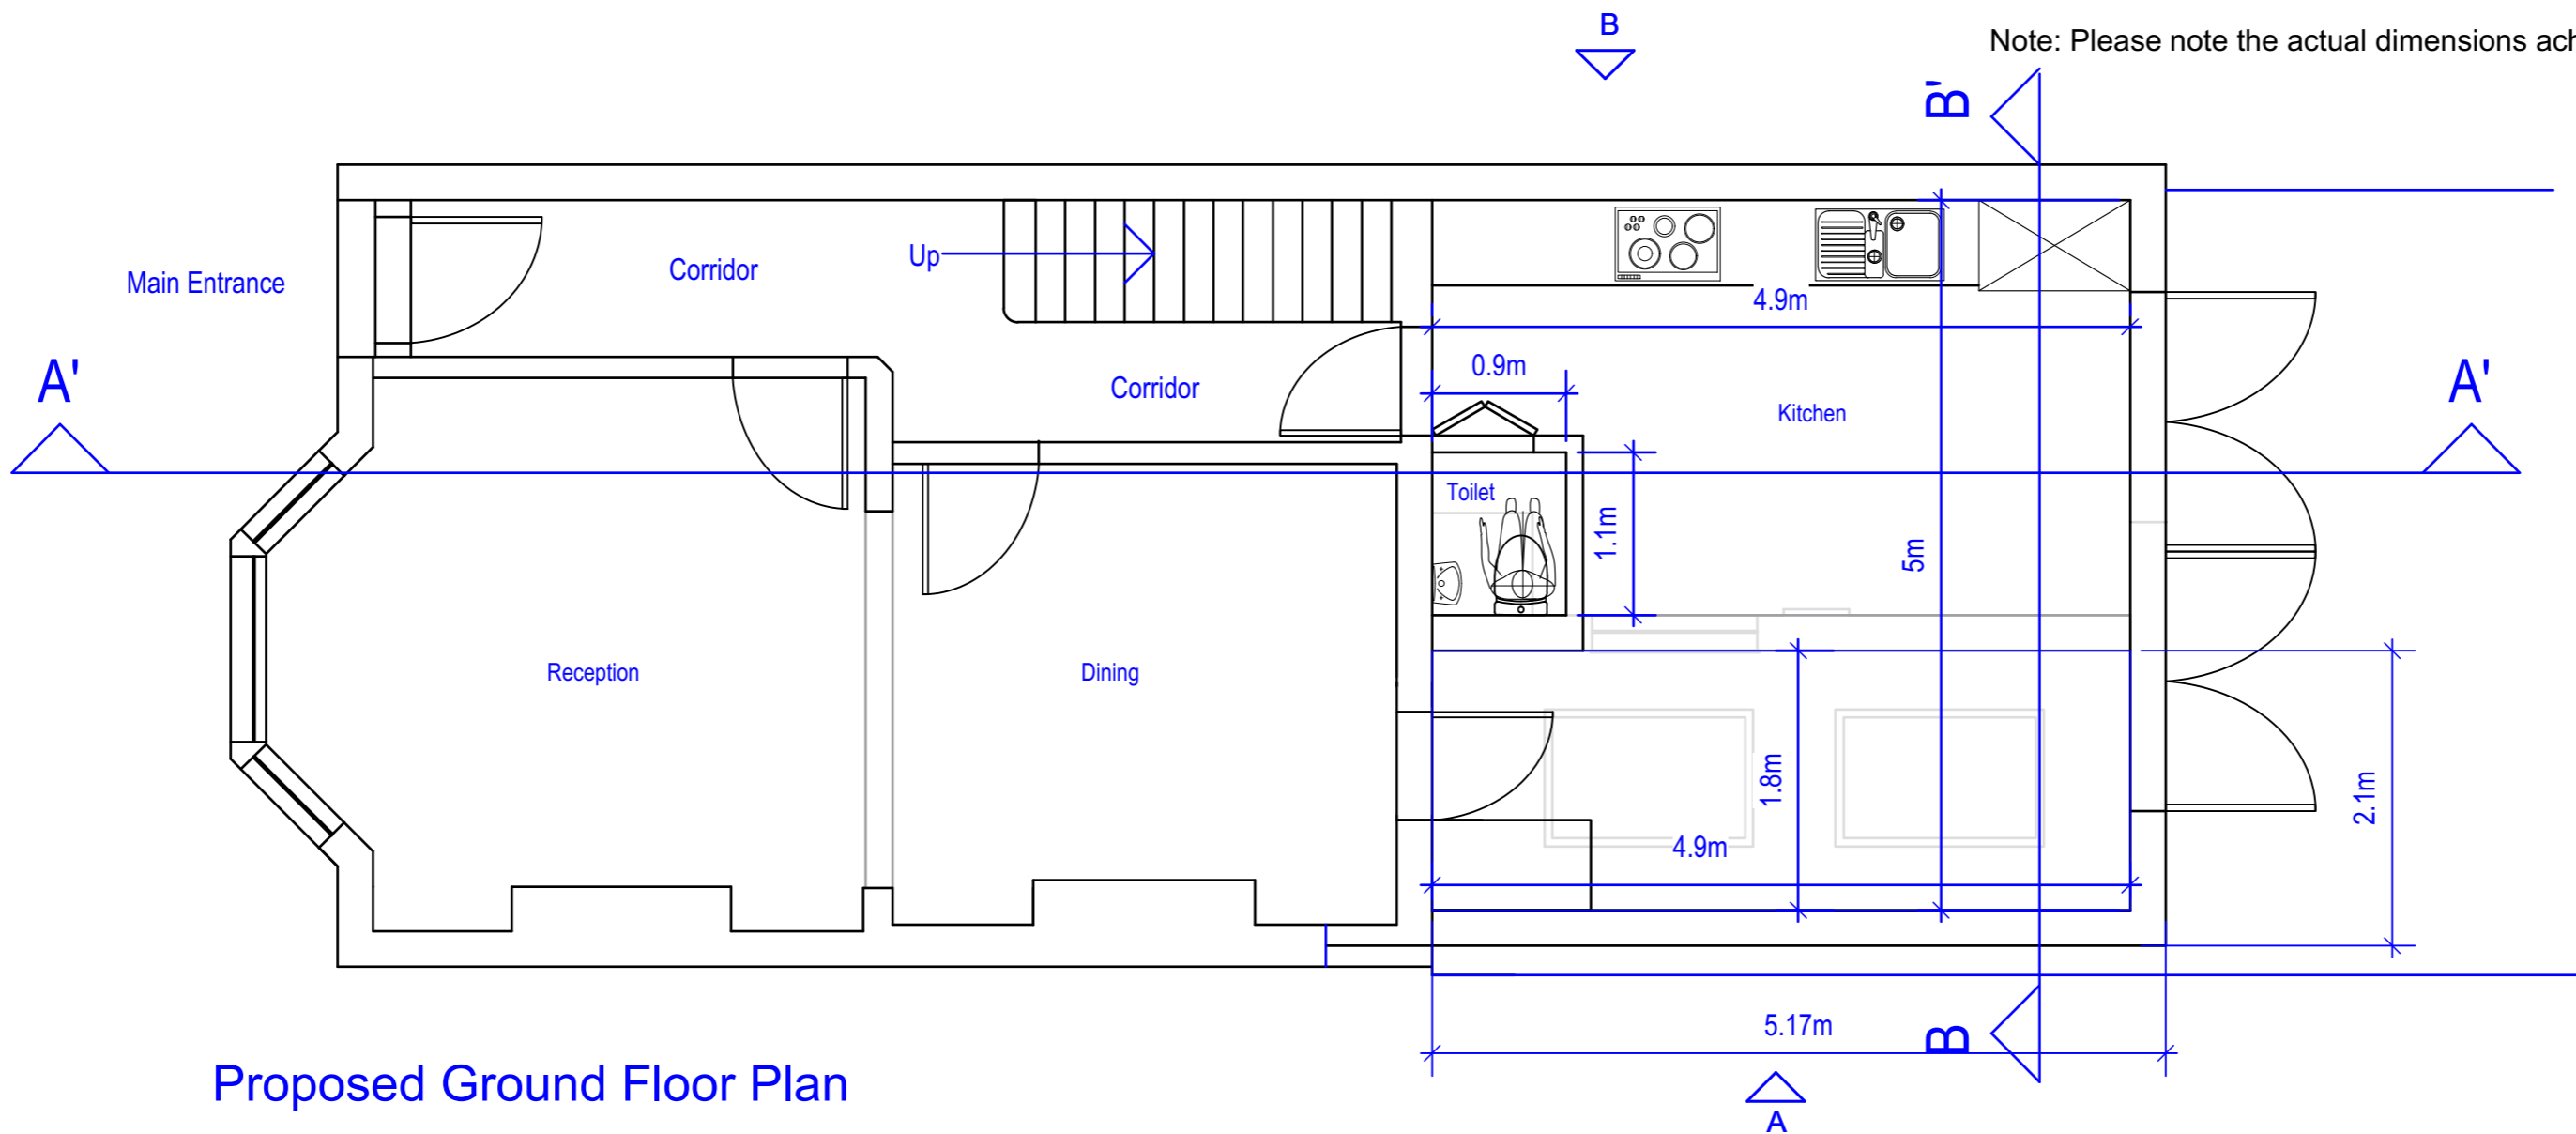 B
Note: Please note the actual dimensions ach
B'
Main Entrance
Corridor
Up
4.9m
A'
0.9m
Corridor
Kitchen
A'
Toilet
1.1m
5m
Reception
Dining
1.8m
2.1m
4.9m
5.17m
B
Proposed Ground Floor Plan
A